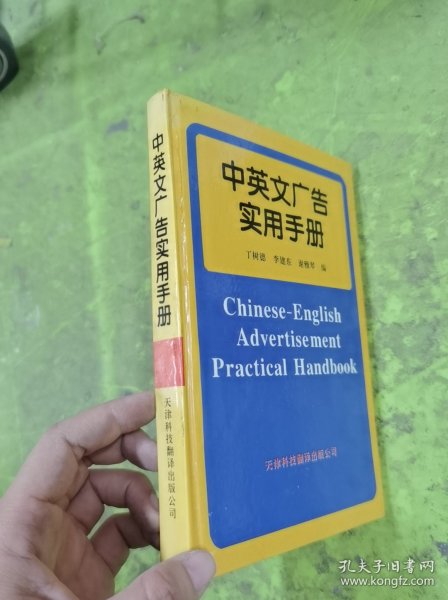 中英文广告实用手册
天津科技翻译出版公司
中英文广告
实用手册
丁树德 李建东 谢雅琴 编
Chinese-English
Advertisement
Practical Handbook
天津科技翻译出版公司
孔夫子旧书网
www.kongfz.com